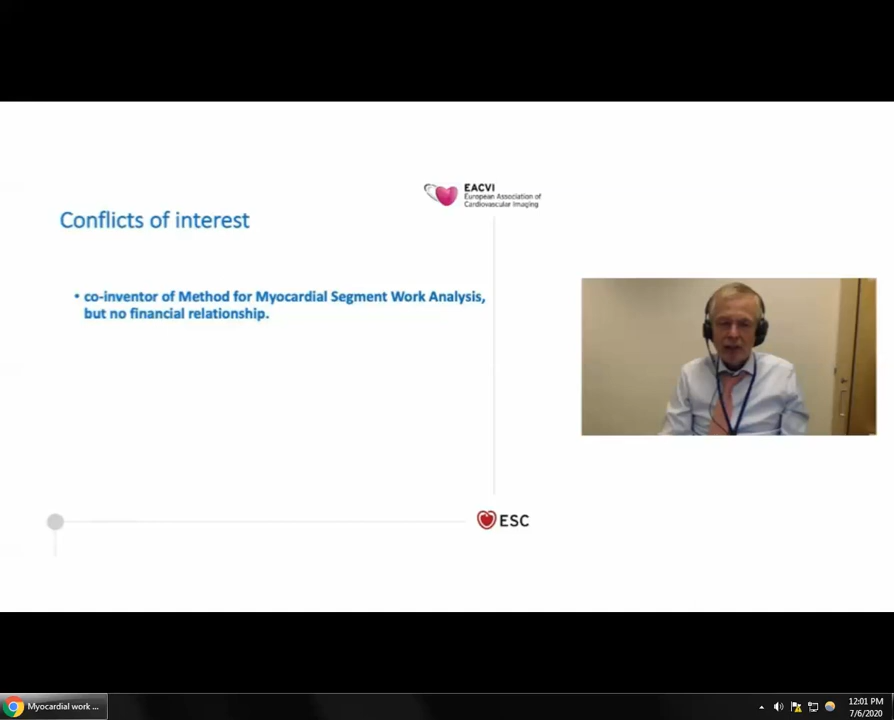 EACVI
European Association of
Cardiovascular Imaging
Conflicts of interest
• co-inventor of Method for Myocardial Segment Work Analysis,
but no financial relationship.
ESC
Myocardial work ...
12:01 PM
7/6/2020